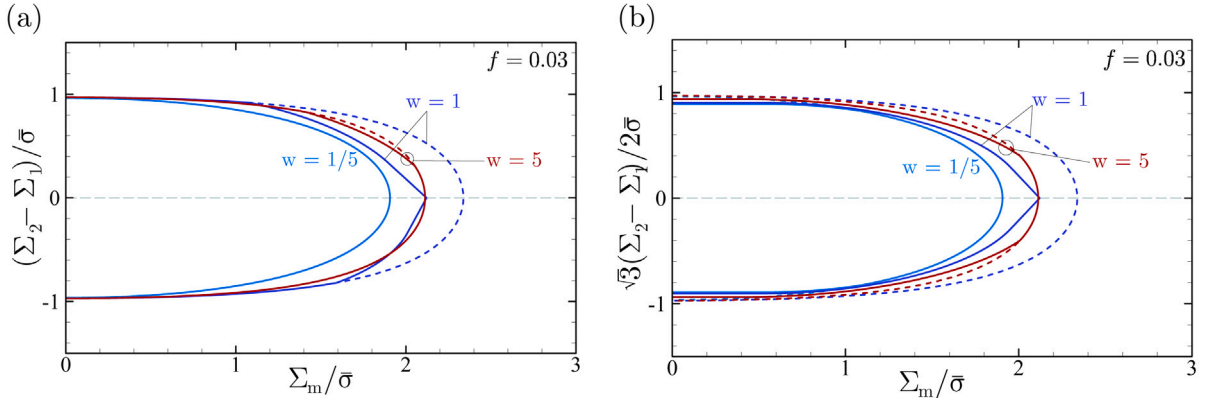 (a)
f = 0.03
w = 1
w = 1/5
w = 5
1
0
-1
(Σ₂ − Σ₁)/σ̄
0 1 2 3
Σₘ/σ̄
(b)
f = 0.03
w = 1
w = 1/5
w = 5
1
0
-1
√3(Σ₂ − Σ₁)/2σ̄
0 1 2 3
Σₘ/σ̄